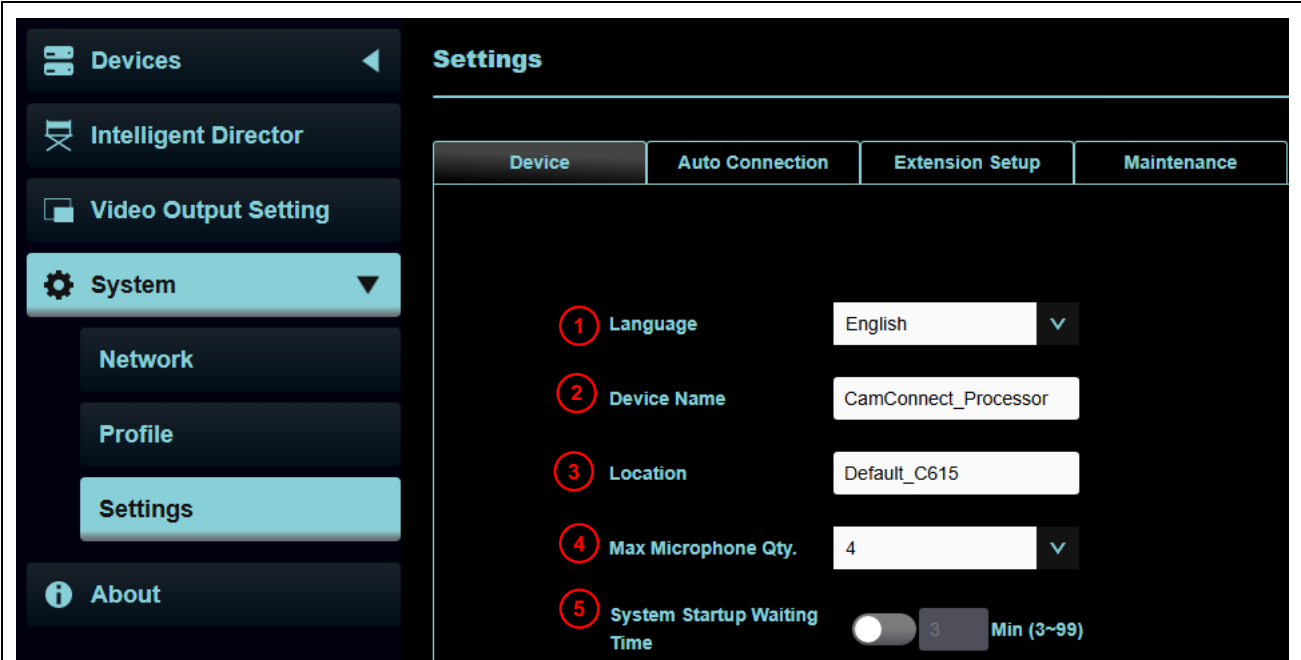 Devices
Intelligent Director
Video Output Setting
System
Network
Profile
Settings
About
Settings
Device Auto Connection Extension Setup Maintenance
1 Language English
2 Device Name CamConnect_Processor
3 Location Default_C615
4 Max Microphone Qty. 4
5 System Startup Waiting
Time 3 Min (3~99)